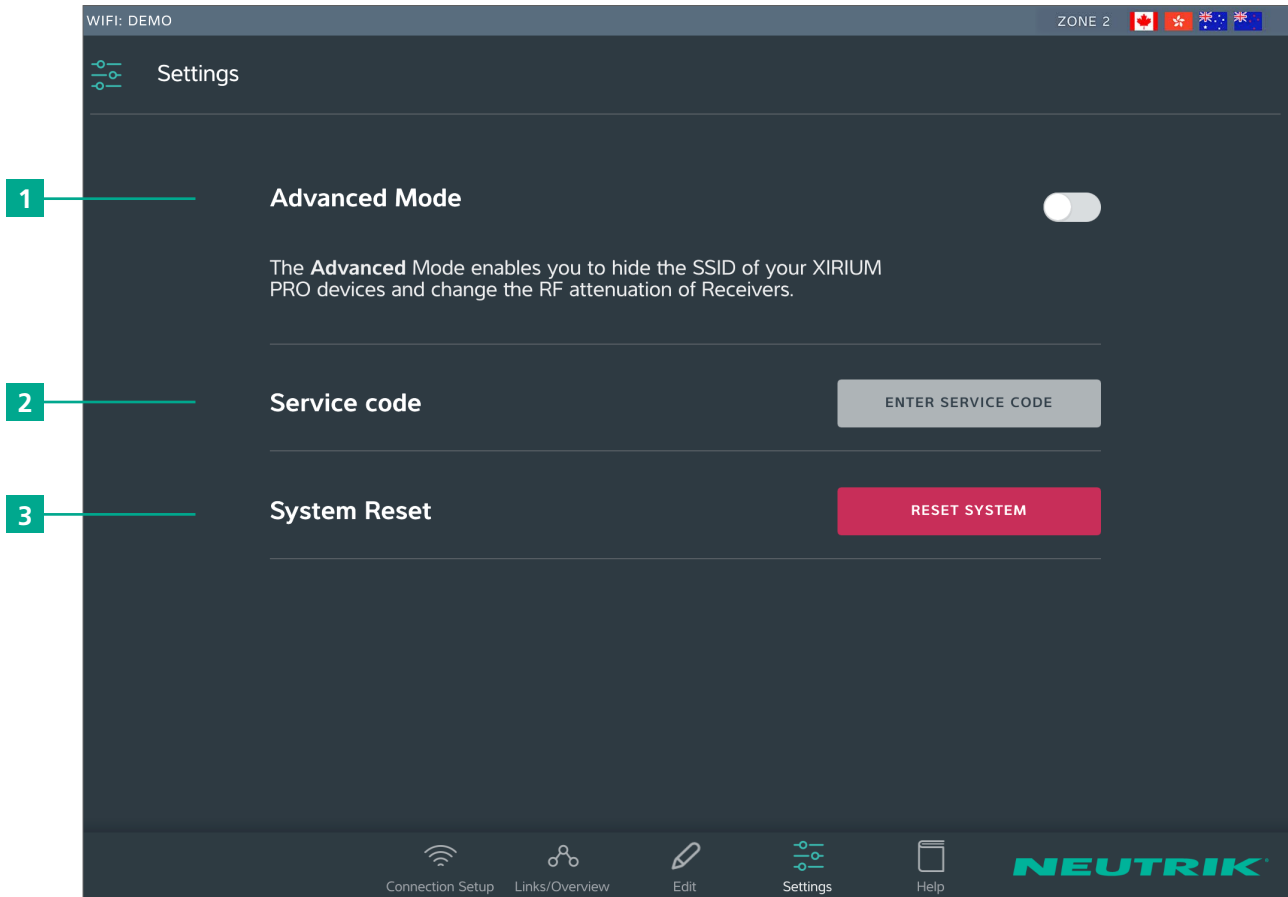 WIFI: DEMO
ZONE 2
Settings
1
Advanced Mode
The Advanced Mode enables you to hide the SSID of your XIRIUM
PRO devices and change the RF attenuation of Receivers.
2
Service code
ENTER SERVICE CODE
3
System Reset
RESET SYSTEM
Connection Setup
Links/Overview
Edit
Settings
Help
NEUTRIK